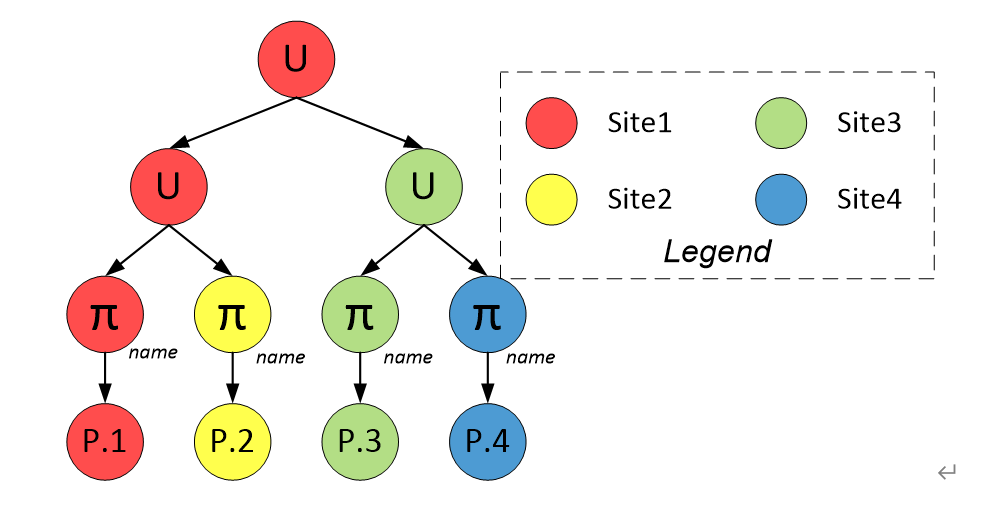 U
U
U
π
name
π
name
π
name
π
name
P.1
P.2
P.3
P.4
Site1
Site3
Site2
Site4
Legend